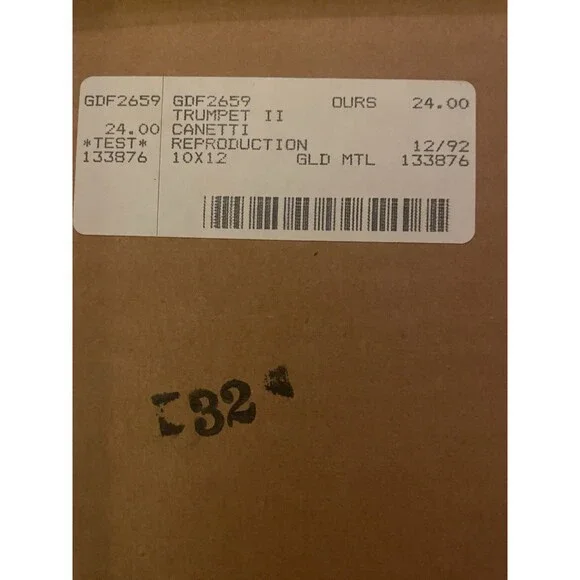 GDF2659 GDF2659 OURS 24.00
TRUMPET II
24.00 CANETTI
*TEST* REPRODUCTION 12/92
133876 10X12 GLD MTL 133876
32